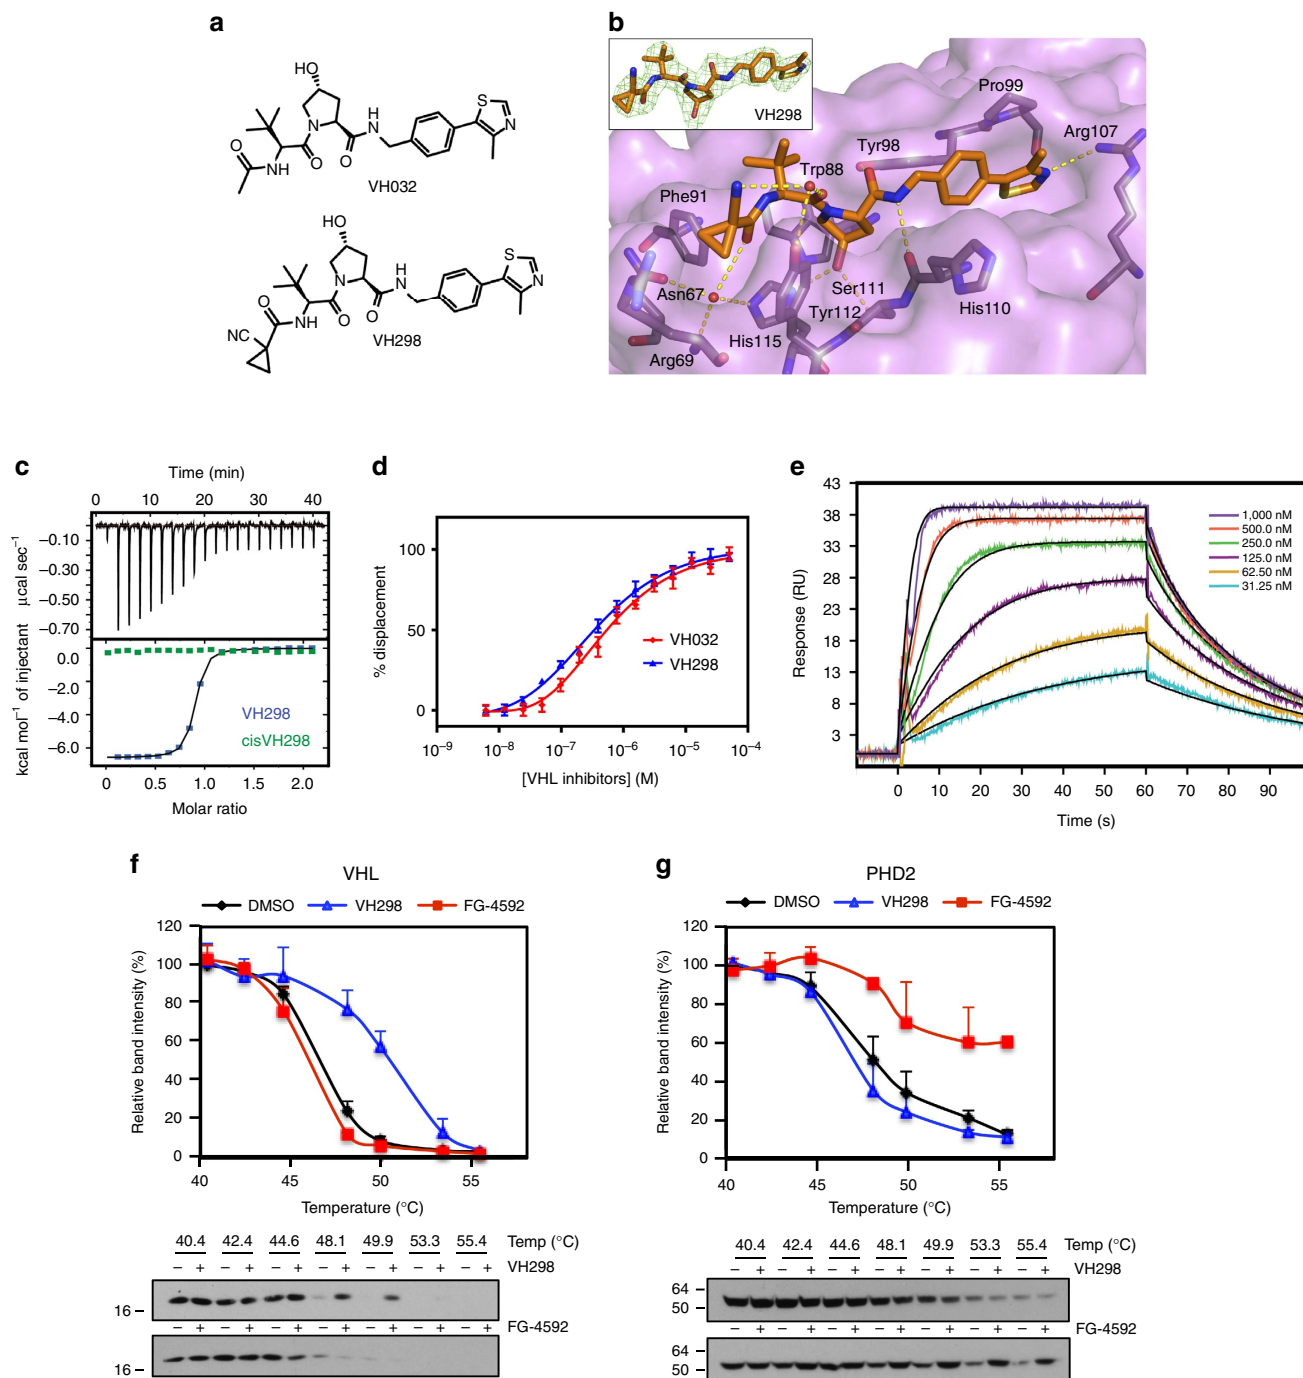 a
HO
N
O
NH
O
H
N
O
S
N
VH032
HO
N
O
NH
O
H
N
O
NC
S
N
VH298
b
VH298
Pro99
Arg107
Tyr98
Trp88
Phe91
Asn67
Ser111
Tyr112
His110
His115
Arg69
c
Time (min)
0 10 20 30 40
–0.10
–0.30
–0.50
–0.70
µcal sec⁻¹
0.0
–2.0
–4.0
–6.0
kcal mol⁻¹ of injectant
VH298
cisVH298
0 0.5 1.0 1.5 2.0
Molar ratio
d
100
50
0
% displacement
VH032
VH298
10⁻⁹ 10⁻⁸ 10⁻⁷ 10⁻⁶ 10⁻⁵ 10⁻⁴
[VHL inhibitors] (M)
e
43
38
33
28
23
18
13
8
3
Response (RU)
1,000 nM
500.0 nM
250.0 nM
125.0 nM
62.50 nM
31.25 nM
0 10 20 30 40 50 60 70 80 90
Time (s)
f
VHL
DMSO VH298 FG-4592
120
100
80
60
40
20
0
Relative band intensity (%)
40 45 50 55
Temperature (°C)
40.4 42.4 44.6 48.1 49.9 53.3 55.4 Temp (°C)
– + – + – + – + – + – + – + VH298
16 –
– + – + – + – + – + – + – + FG-4592
16 –
g
PHD2
DMSO VH298 FG-4592
120
100
80
60
40
20
0
Relative band intensity (%)
40 45 50 55
Temperature (°C)
40.4 42.4 44.6 48.1 49.9 53.3 55.4 Temp (°C)
– + – + – + – + – + – + – + VH298
64 –
50 –
– + – + – + – + – + – + – + FG-4592
64 –
50 –